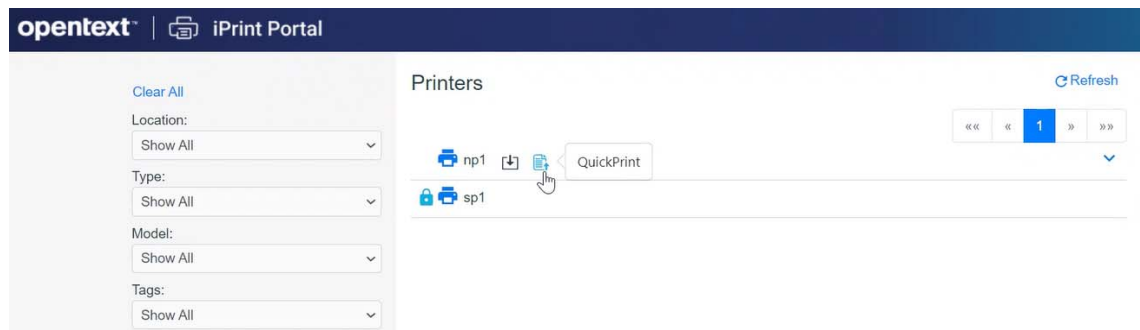 opentext™ | iPrint Portal
Clear All
Location:
Show All
Type:
Show All
Model:
Show All
Tags:
Show All
Printers
Refresh
«« « 1 » »»
np1 QuickPrint
sp1